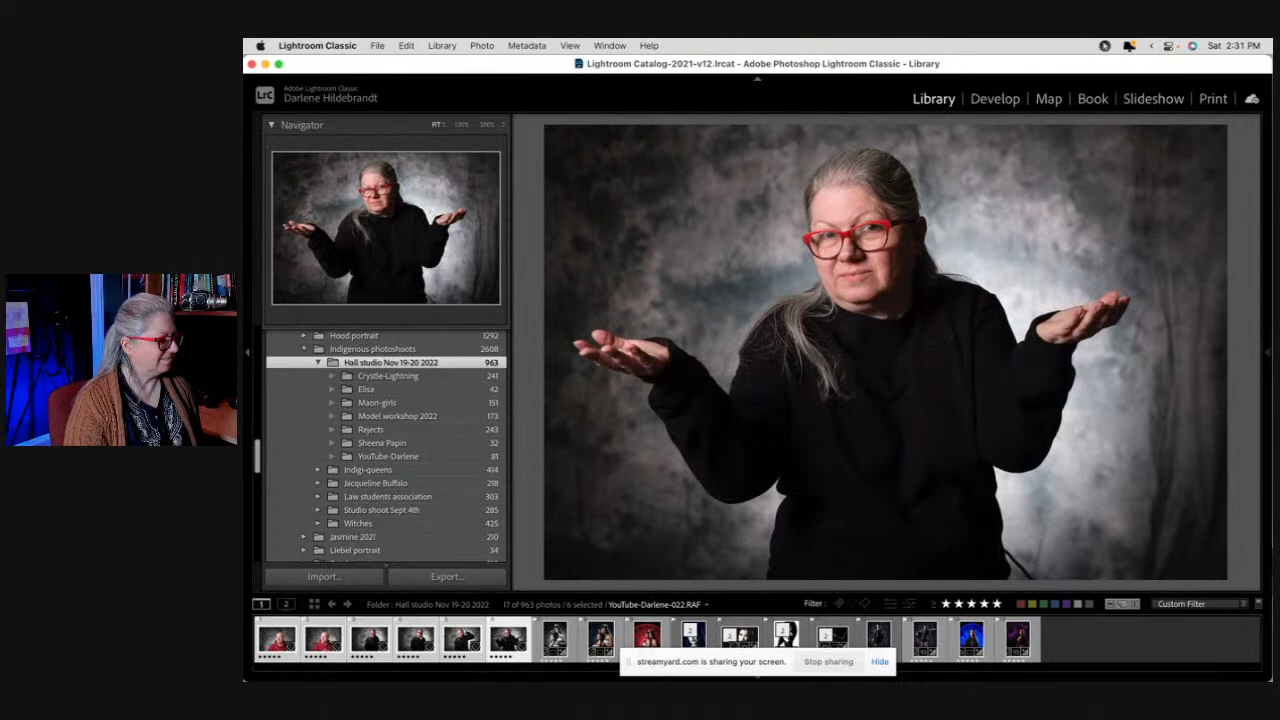 Lightroom Classic File Edit Library Photo Metadata View Window Help Sat 2:31 PM
Lightroom Catalog-2021-v12.lrcat - Adobe Photoshop Lightroom Classic - Library
LrC
Adobe Lightroom Classic
Darlene Hildebrandt
Library | Develop | Map | Book | Slideshow | Print
Navigator FIT 100% 200%
Hood portrait 1292
Indigenous photoshoots 2608
Hall studio Nov 19-20 2022 963
Crystle-Lightning 241
Elisa 42
Maori-girls 151
Model workshop 2022 173
Rejects 243
Sheena Papin 32
YouTube-Darlene 81
Indigi-queens 414
Jacqueline Buffalo 218
Law students association 303
Studio shoot Sept 4th 285
Witches 425
Jasmine 2021 210
Liebel portrait 34
Import... Export...
1 2 Folder : Hall studio Nov 19-20 2022 17 of 963 photos / 6 selected / YouTube-Darlene-022.RAF Filter : ≥ ★★★★★ Custom Filter
streamyard.com is sharing your screen. Stop sharing Hide